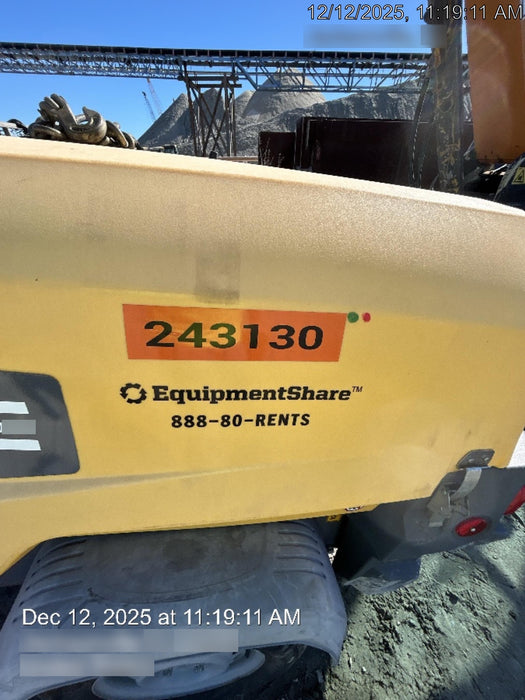 12/12/2025, 11:19:11 AM
243130
EquipmentShare™
888-80-RENTS
Dec 12, 2025 at 11:19:11 AM